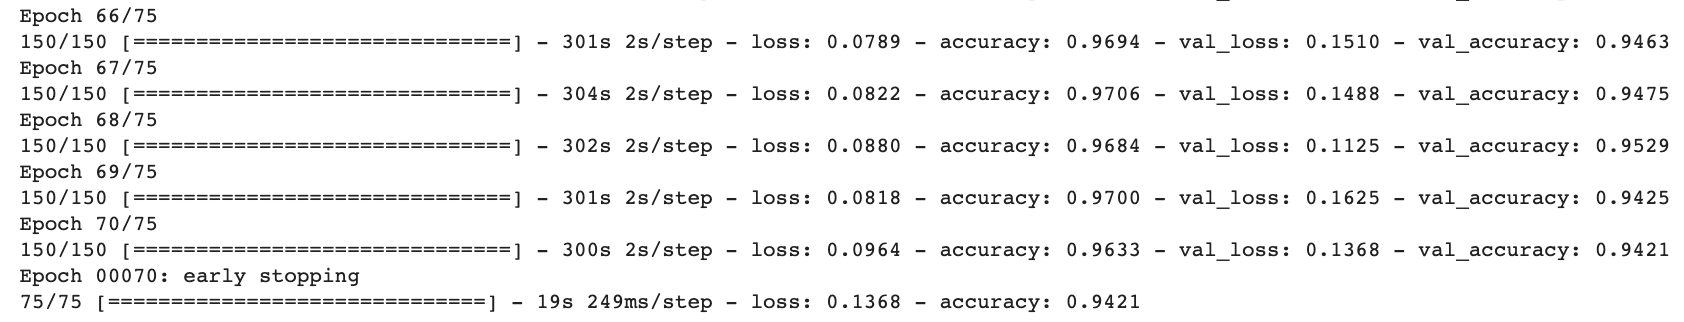 Epoch 66/75
150/150 [==============================] - 301s 2s/step - loss: 0.0789 - accuracy: 0.9694 - val_loss: 0.1510 - val_accuracy: 0.9463
Epoch 67/75
150/150 [==============================] - 304s 2s/step - loss: 0.0822 - accuracy: 0.9706 - val_loss: 0.1488 - val_accuracy: 0.9475
Epoch 68/75
150/150 [==============================] - 302s 2s/step - loss: 0.0880 - accuracy: 0.9684 - val_loss: 0.1125 - val_accuracy: 0.9529
Epoch 69/75
150/150 [==============================] - 301s 2s/step - loss: 0.0818 - accuracy: 0.9700 - val_loss: 0.1625 - val_accuracy: 0.9425
Epoch 70/75
150/150 [==============================] - 300s 2s/step - loss: 0.0964 - accuracy: 0.9633 - val_loss: 0.1368 - val_accuracy: 0.9421
Epoch 00070: early stopping
75/75 [==============================] - 19s 249ms/step - loss: 0.1368 - accuracy: 0.9421